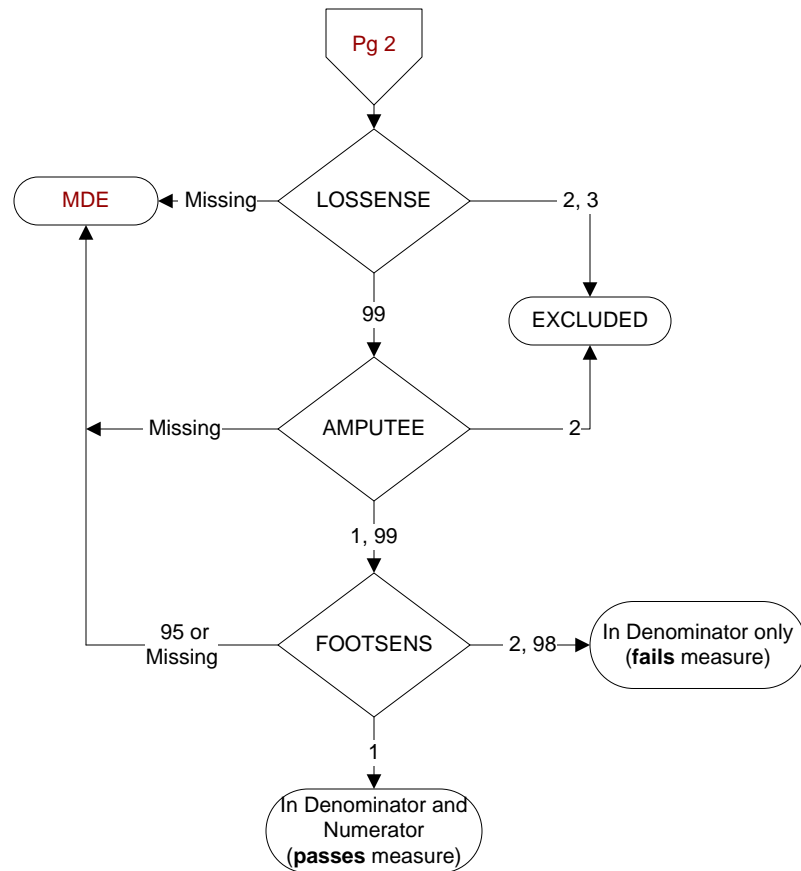 Pg 2
MDE
Missing
LOSSENSE
2, 3
99
EXCLUDED
Missing
AMPUTEE
2
1, 99
95 or
Missing
FOOTSENS
2, 98
In Denominator only
(fails measure)
1
In Denominator and
Numerator
(passes measure)